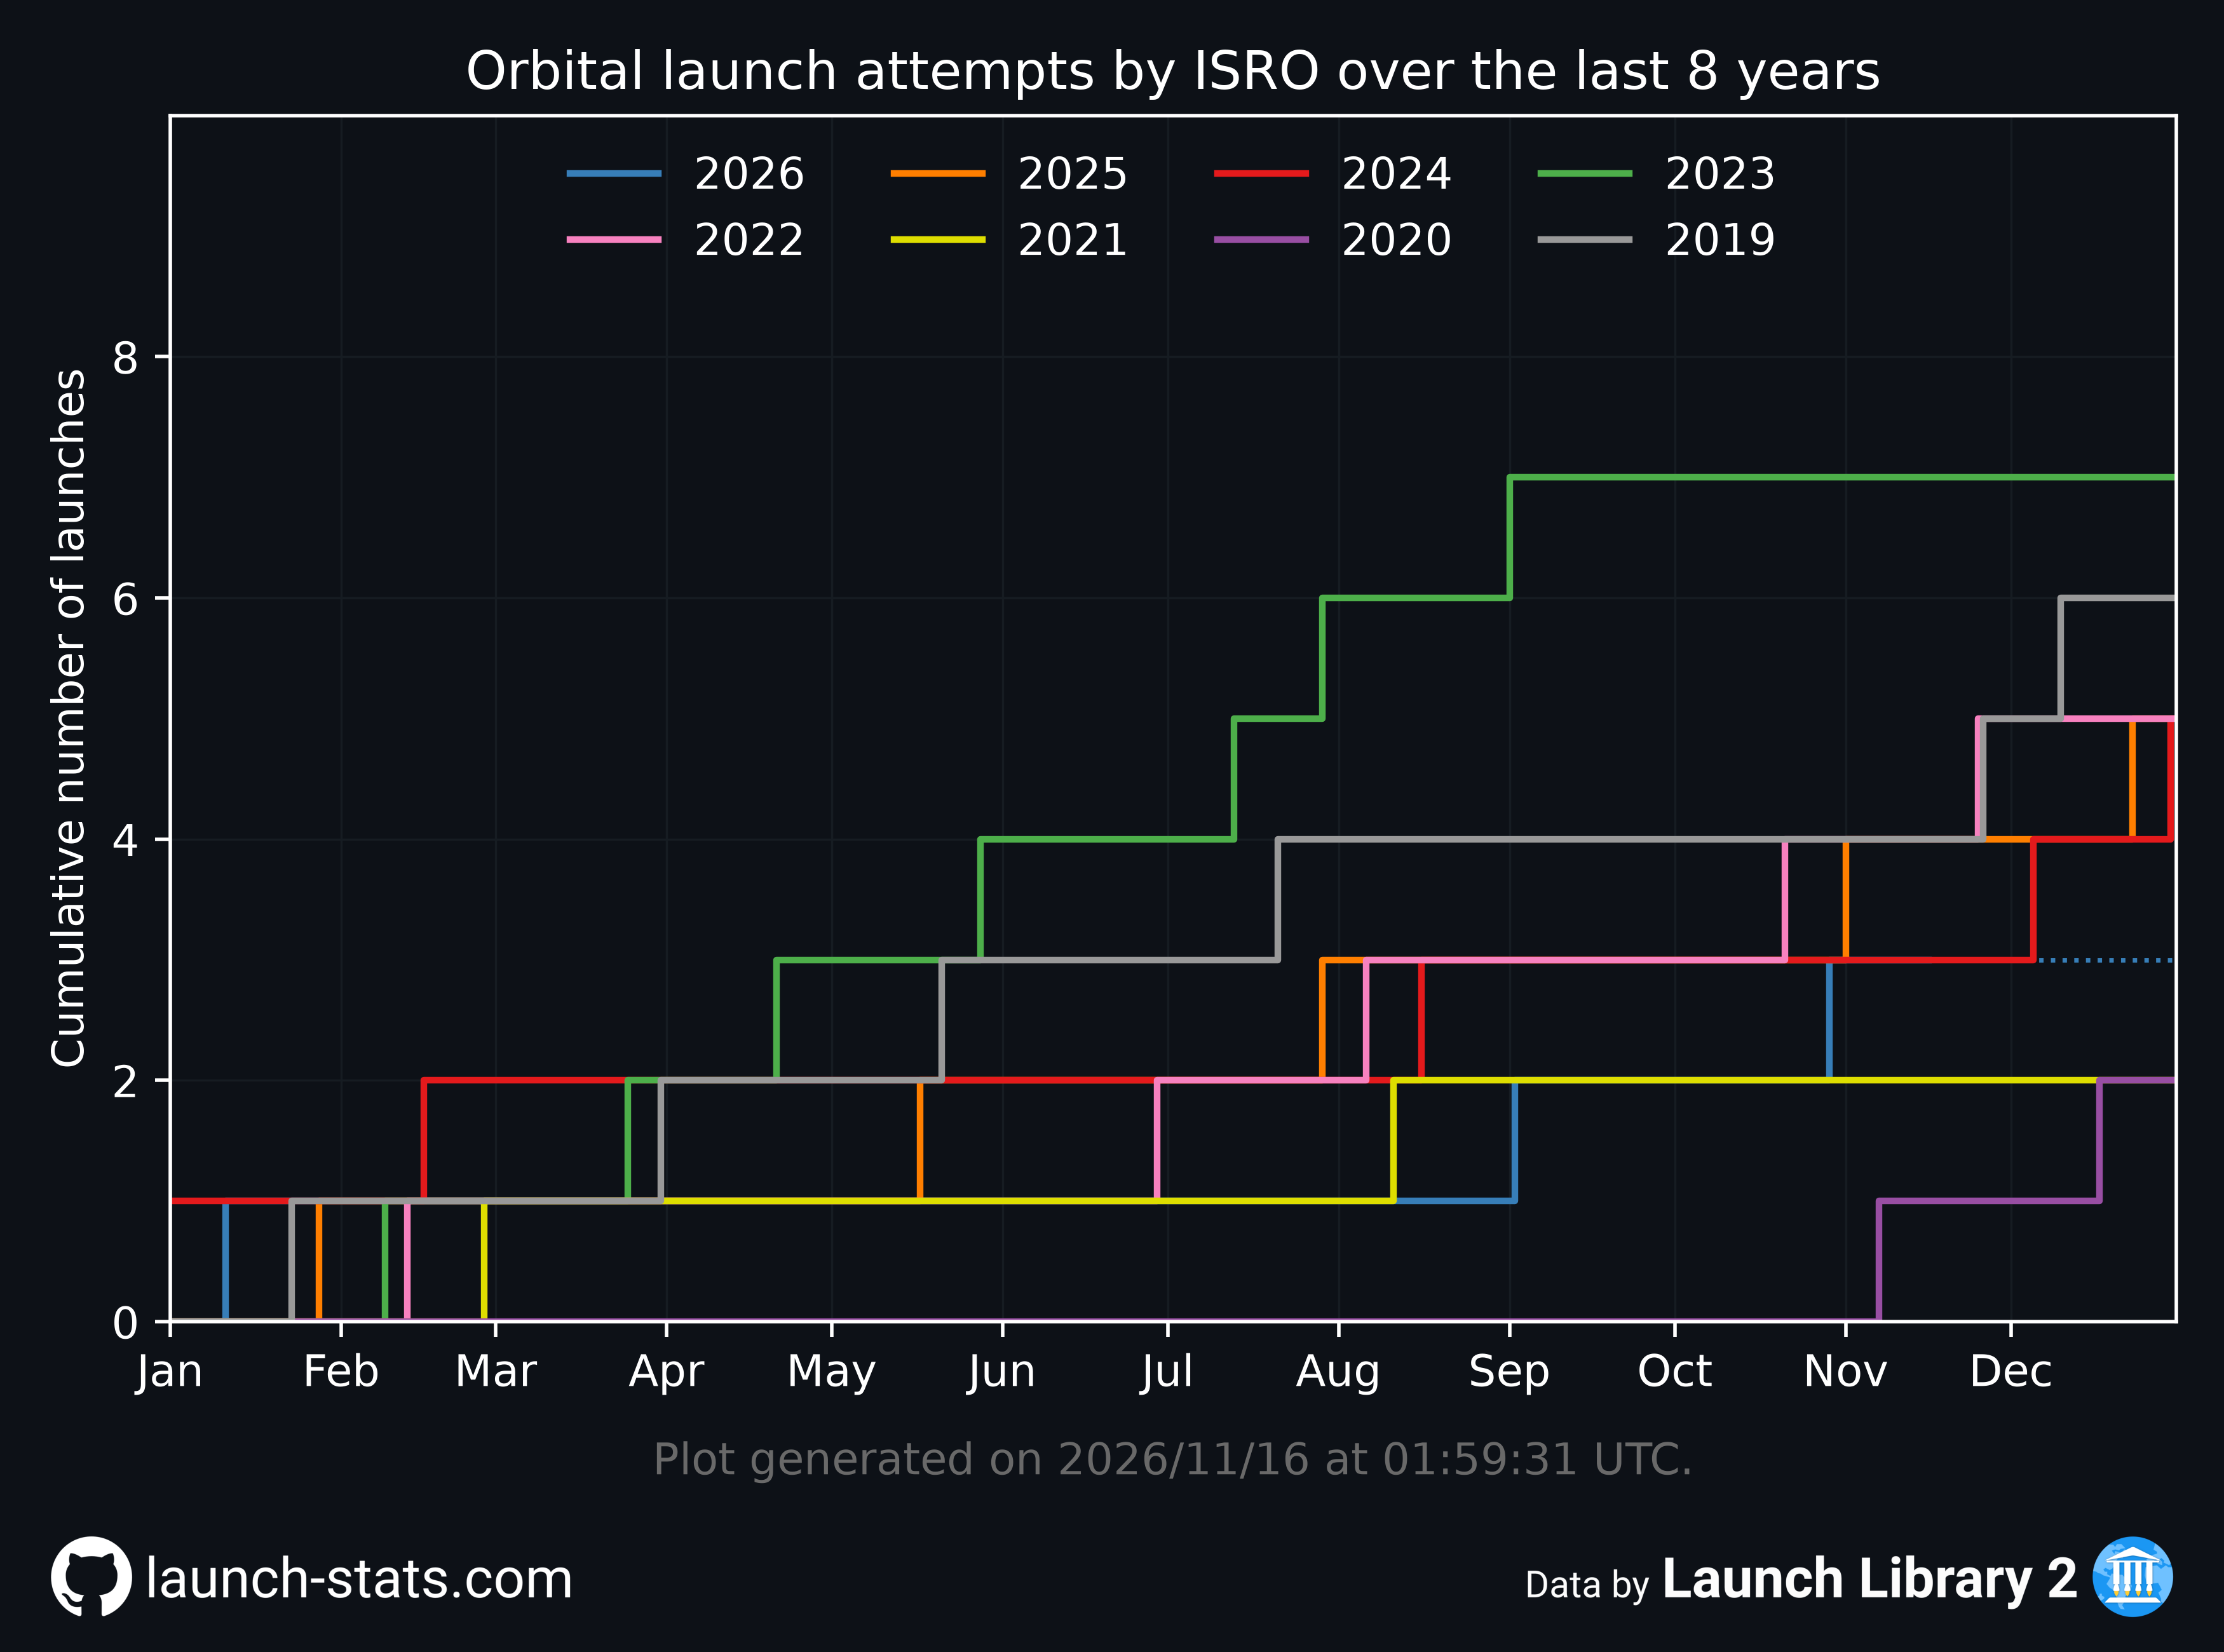 Orbital launch attempts by ISRO over the last 8 years
2026 2025 2024 2023
2022 2021 2020 2019
Cumulative number of launches
8
6
4
2
0
Jan Feb Mar Apr May Jun Jul Aug Sep Oct Nov Dec
Plot generated on 2026/11/16 at 01:59:31 UTC.
launch-stats.com
Data by Launch Library 2